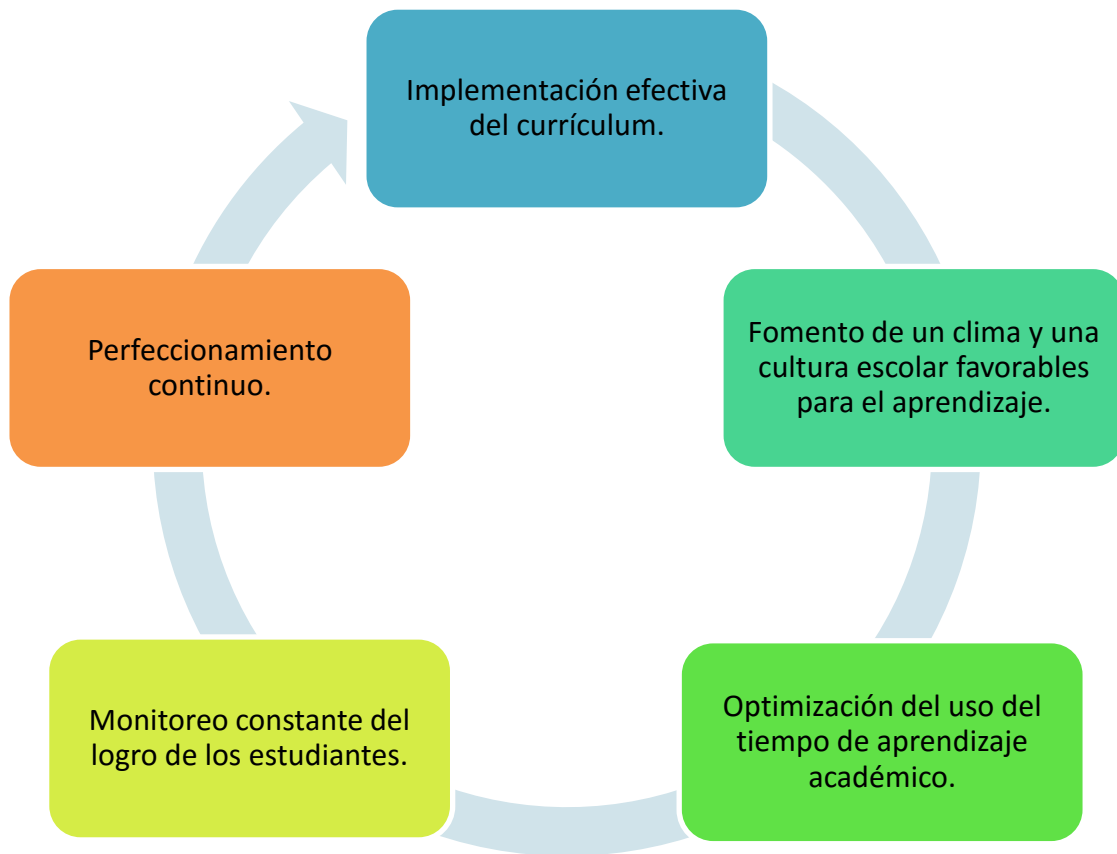 Implementación efectiva
del currículum.
Fomento de un clima y una
cultura escolar favorables
para el aprendizaje.
Optimización del uso del
tiempo de aprendizaje
académico.
Monitoreo constante del
logro de los estudiantes.
Perfeccionamiento
continuo.